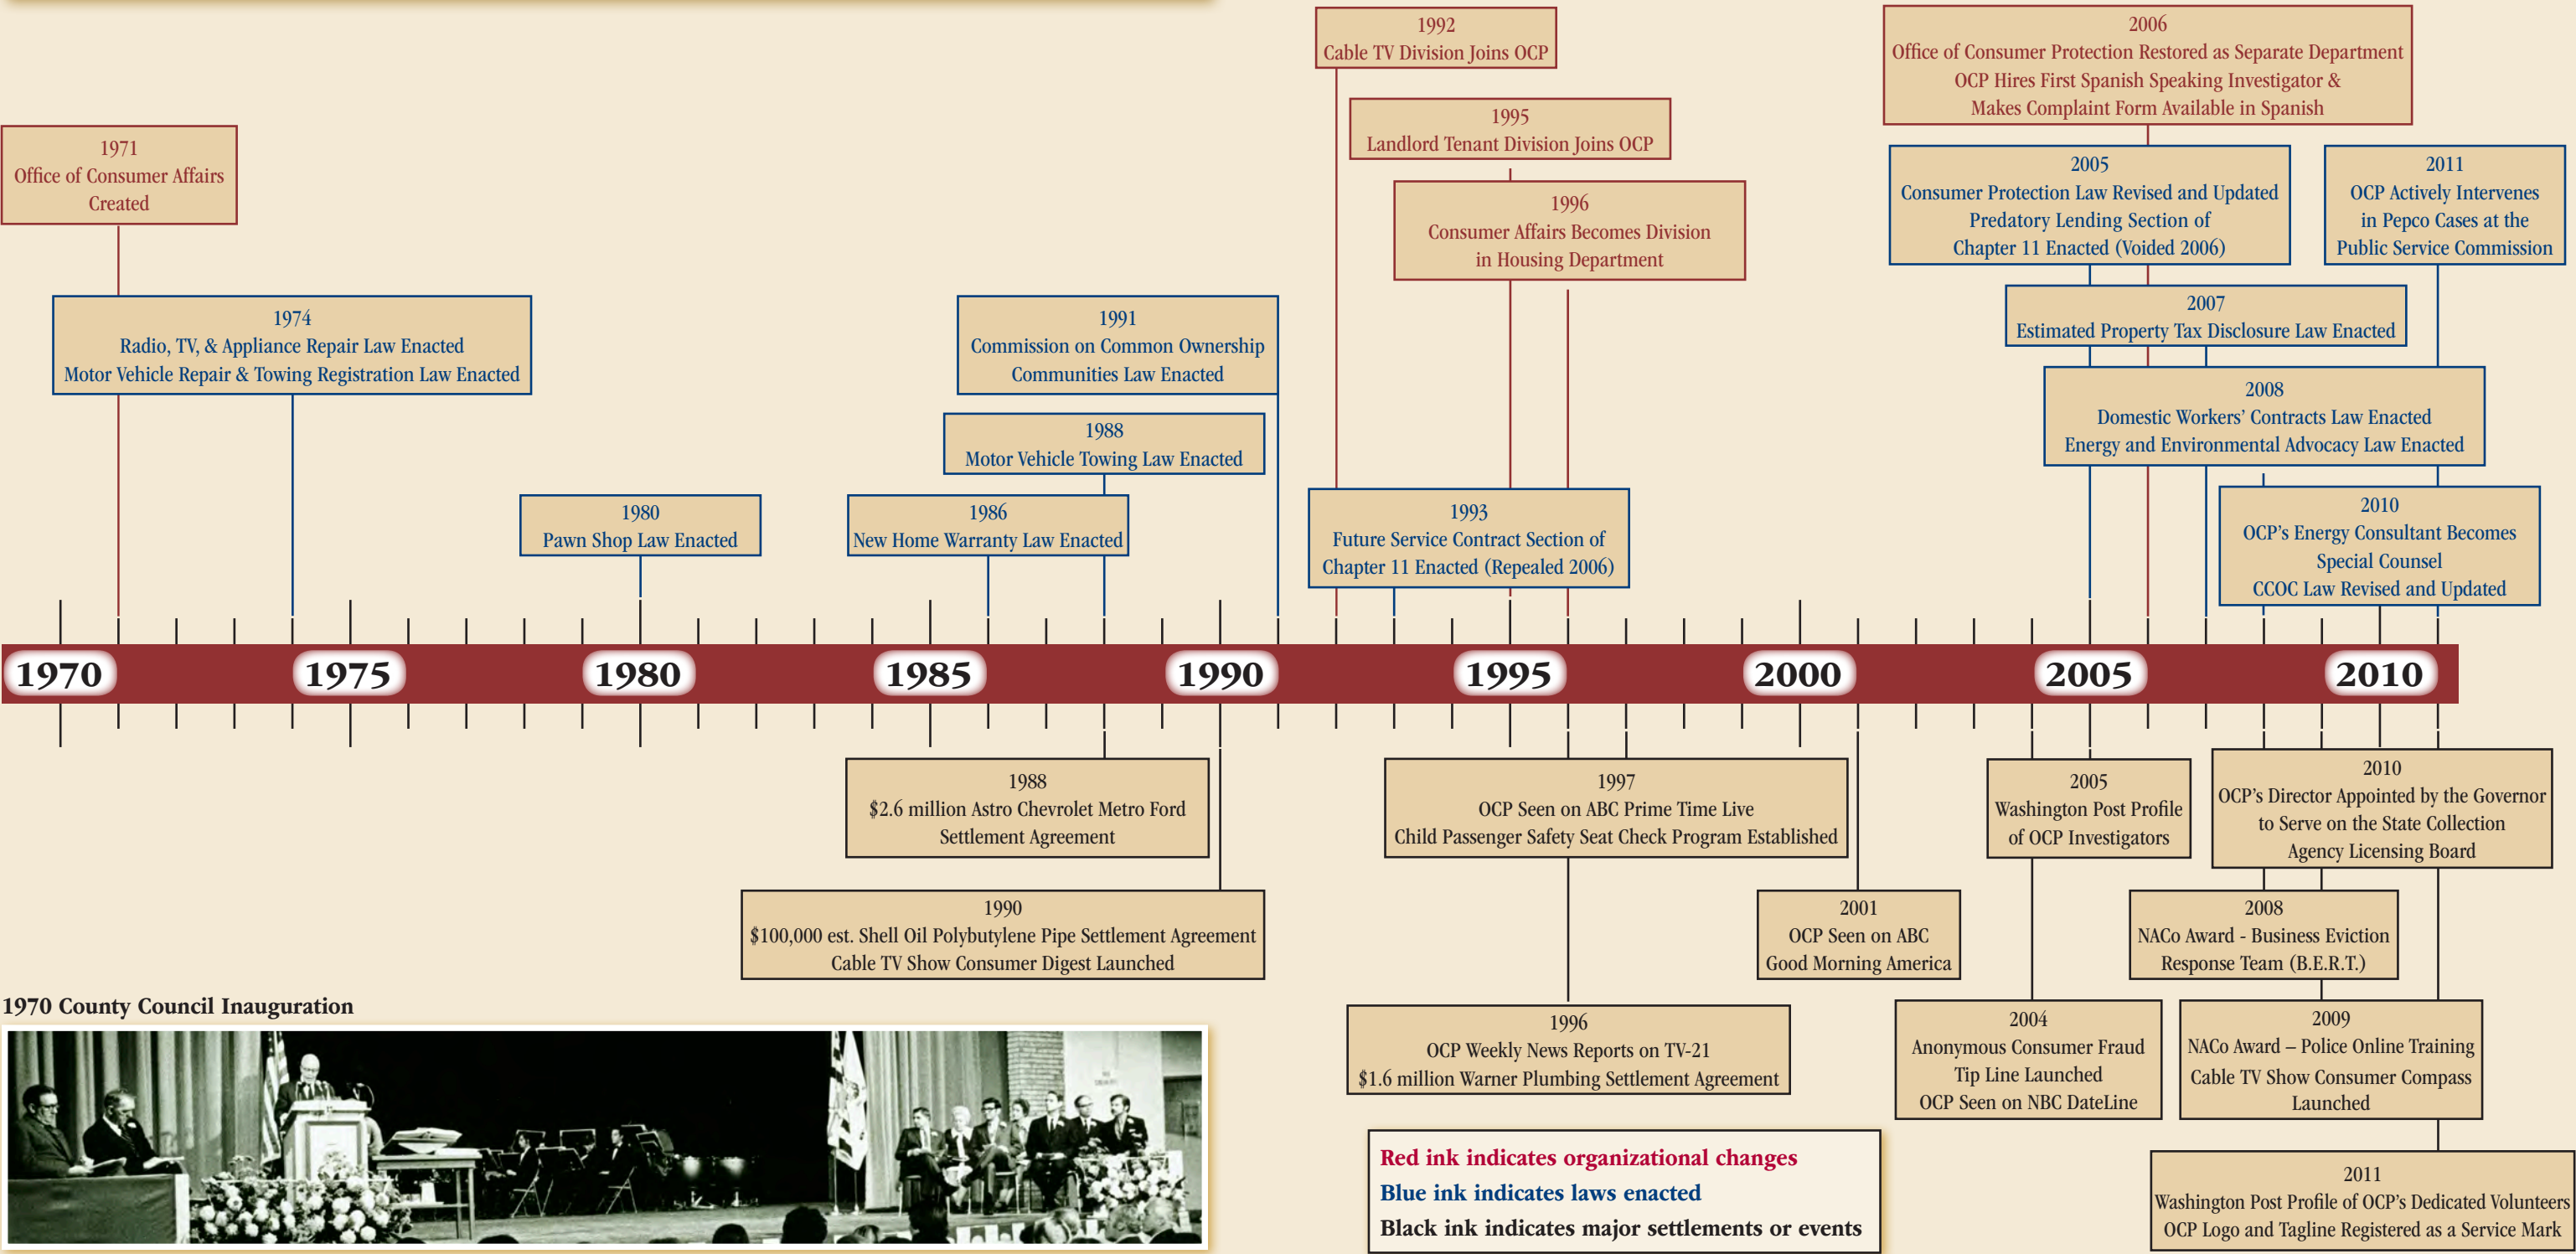 1992
Cable TV Division Joins OCP
2006
Office of Consumer Protection Restored as Separate Department
OCP Hires First Spanish Speaking Investigator &
Makes Complaint Form Available in Spanish
1995
Landlord Tenant Division Joins OCP
1971
Office of Consumer Affairs
Created
2005
Consumer Protection Law Revised and Updated
Predatory Lending Section of
Chapter 11 Enacted (Voided 2006)
2011
OCP Actively Intervenes
in Pepco Cases at the
Public Service Commission
1996
Consumer Affairs Becomes Division
in Housing Department
1974
Radio, TV, & Appliance Repair Law Enacted
Motor Vehicle Repair & Towing Registration Law Enacted
1991
Commission on Common Ownership
Communities Law Enacted
2007
Estimated Property Tax Disclosure Law Enacted
2008
Domestic Workers’ Contracts Law Enacted
Energy and Environmental Advocacy Law Enacted
1988
Motor Vehicle Towing Law Enacted
1980
Pawn Shop Law Enacted
1986
New Home Warranty Law Enacted
1993
Future Service Contract Section of
Chapter 11 Enacted (Repealed 2006)
2010
OCP’s Energy Consultant Becomes
Special Counsel
CCOC Law Revised and Updated
1970 1975 1980 1985 1990 1995 2000 2005 2010
1988
$2.6 million Astro Chevrolet Metro Ford
Settlement Agreement
1997
OCP Seen on ABC Prime Time Live
Child Passenger Safety Seat Check Program Established
2005
Washington Post Profile
of OCP Investigators
2010
OCP’s Director Appointed by the Governor
to Serve on the State Collection
Agency Licensing Board
1990
$100,000 est. Shell Oil Polybutylene Pipe Settlement Agreement
Cable TV Show Consumer Digest Launched
2001
OCP Seen on ABC
Good Morning America
2008
NACo Award - Business Eviction
Response Team (B.E.R.T.)
1996
OCP Weekly News Reports on TV-21
$1.6 million Warner Plumbing Settlement Agreement
2004
Anonymous Consumer Fraud
Tip Line Launched
OCP Seen on NBC DateLine
2009
NACo Award – Police Online Training
Cable TV Show Consumer Compass
Launched
2011
Washington Post Profile of OCP’s Dedicated Volunteers
OCP Logo and Tagline Registered as a Service Mark
1970 County Council Inauguration
Red ink indicates organizational changes
Blue ink indicates laws enacted
Black ink indicates major settlements or events